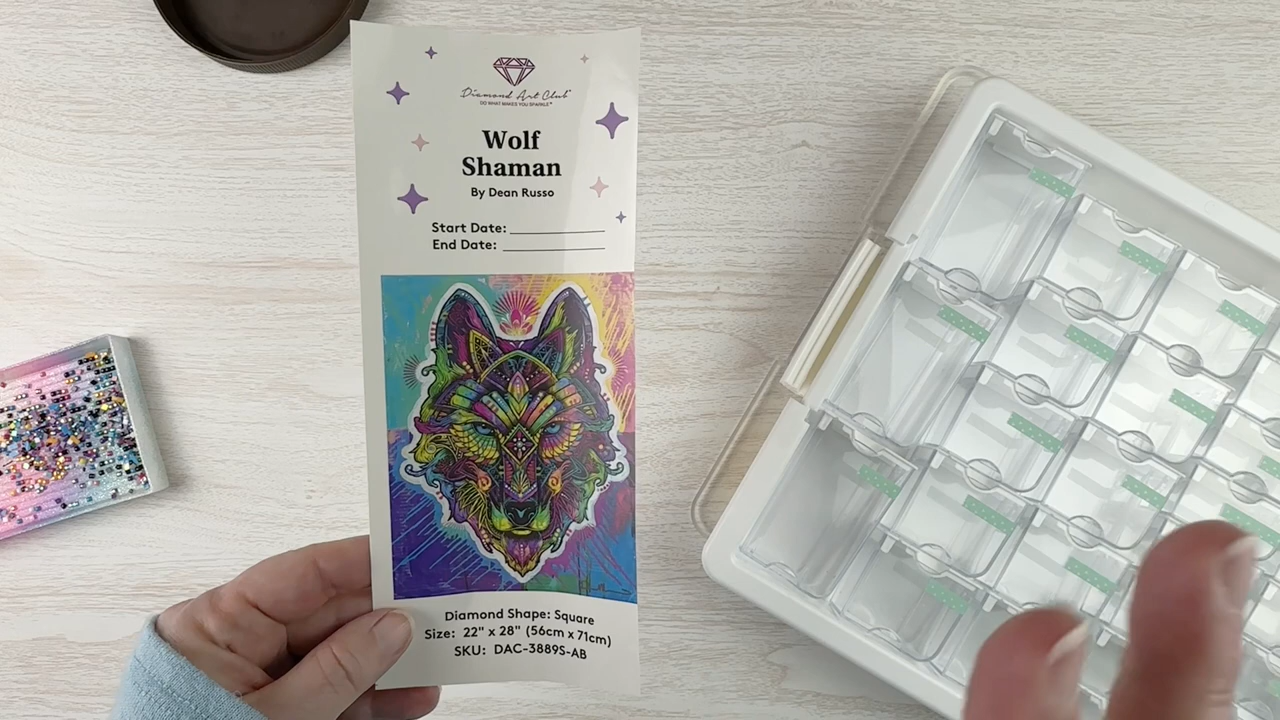 Diamond Art Club
DO WHAT MAKES YOU SPARKLE™
Wolf
Shaman
By Dean Russo
Start Date:
End Date:
Diamond Shape: Square
Size: 22" x 28" (56cm x 71cm)
SKU: DAC-3889S-AB